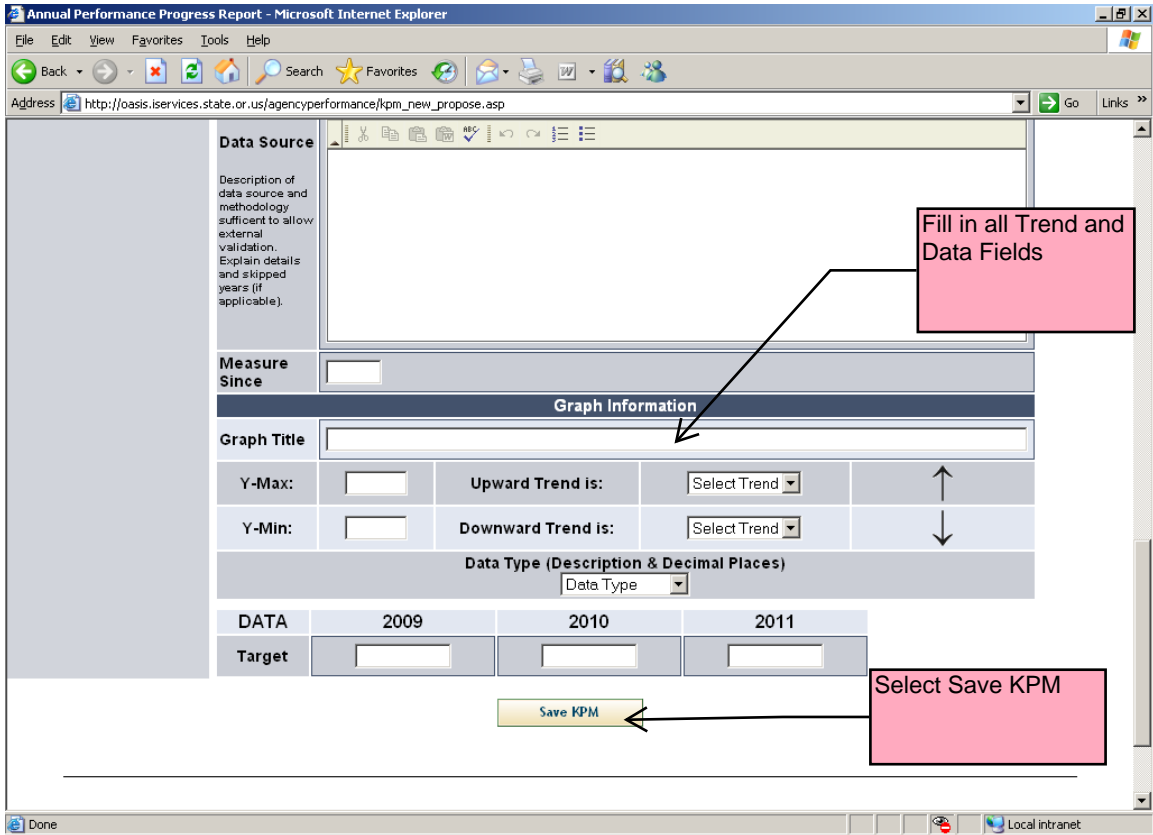 Annual Performance Progress Report - Microsoft Internet Explorer
File Edit View Favorites Tools Help
Back Search Favorites
Address http://oasis.iservices.state.or.us/agencyperformance/kpm_new_propose.asp Go Links »
Data Source
ABC
Description of
data source and
methodology
sufficent to allow
external
validation.
Explain details
and skipped
years (if
applicable).
Fill in all Trend and
Data Fields
Measure
Since
Graph Information
Graph Title
Y-Max: Upward Trend is: Select Trend ↑
Y-Min: Downward Trend is: Select Trend ↓
Data Type (Description & Decimal Places)
Data Type
DATA 2009 2010 2011
Target
Select Save KPM
Save KPM
Done Local intranet